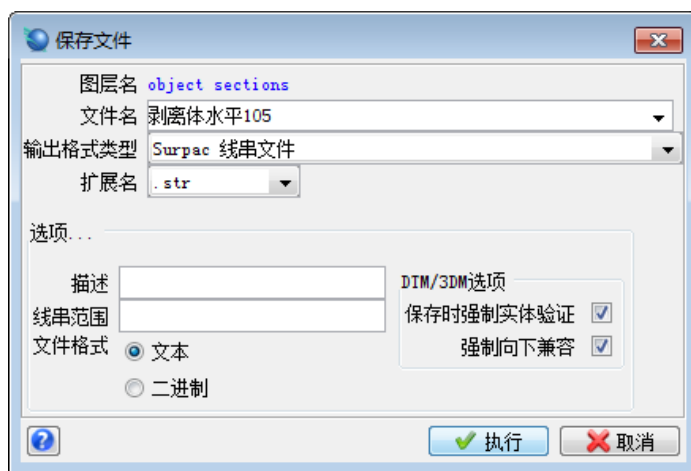 保存文件
图层名 object sections
文件名 剥离体水平105
输出格式类型 Surpac 线串文件
扩展名 .str
选项...
描述
DTM/3DM选项
线串范围
保存时强制实体验证
文件格式 文本
强制向下兼容
二进制
执行 取消